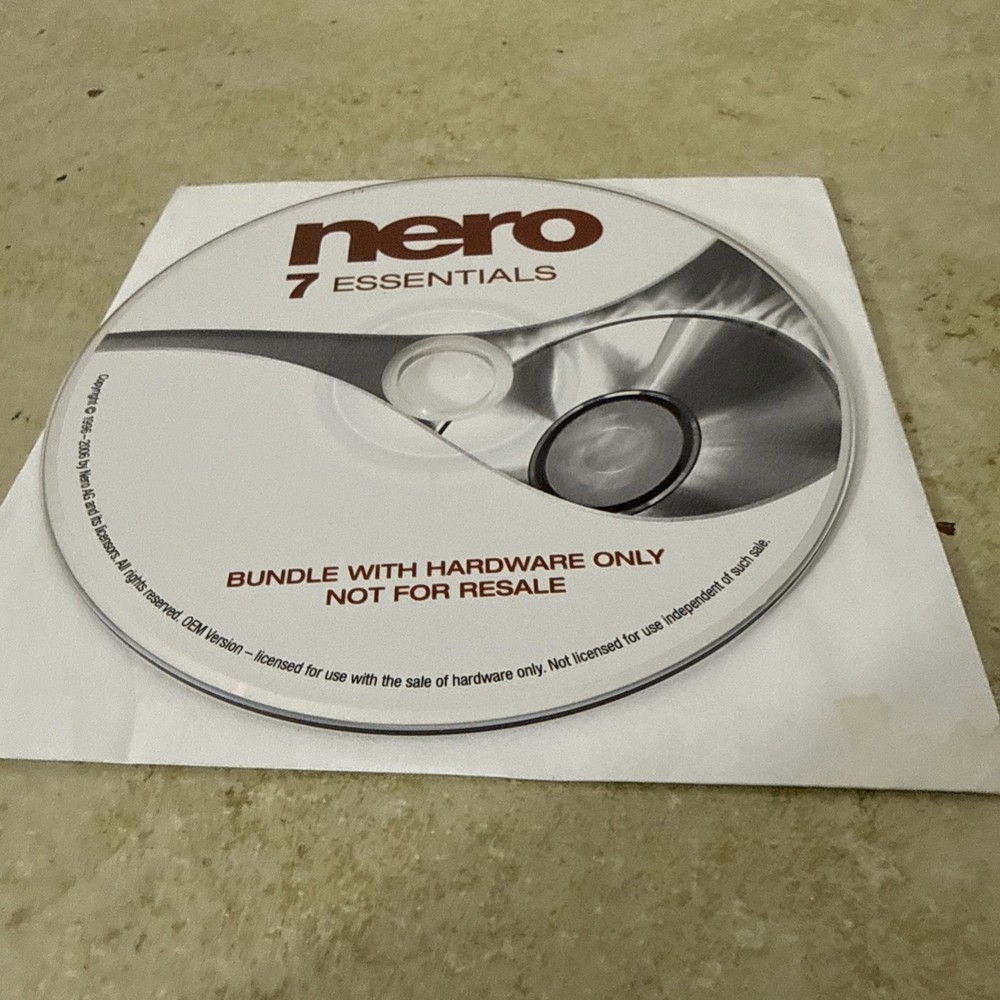 nero
7 ESSENTIALS
BUNDLE WITH HARDWARE ONLY
NOT FOR RESALE
Copyright © 1996-2006 by Nero AG and its licensors. All rights reserved. OEM Version – licensed for use with the sale of hardware only. Not licensed for use independent of such sale.